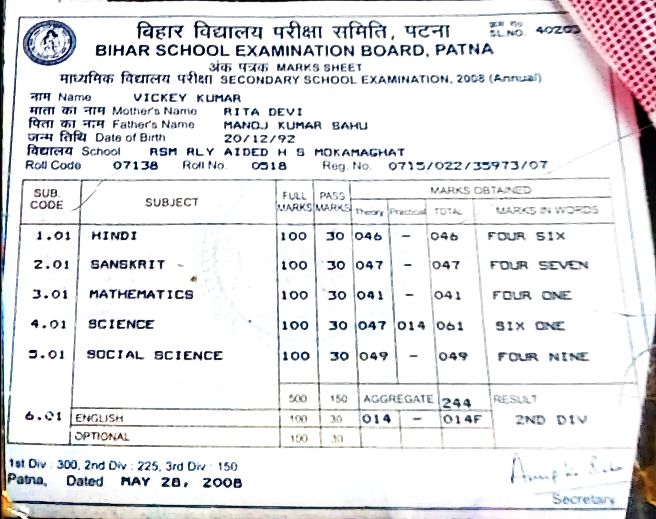 बिहार विद्यालय परीक्षा समिति, पटना
क्रम सं०
SL.NO. 40203
BIHAR SCHOOL EXAMINATION BOARD, PATNA
अंक पत्रक MARKS SHEET
माध्यमिक विद्यालय परीक्षा SECONDARY SCHOOL EXAMINATION, 2008 (Annual)
नाम Name VICKEY KUMAR
माता का नाम Mother's Name RITA DEVI
पिता का नाम Father's Name MANOJ KUMAR SAHU
जन्म तिथि Date of Birth 20/12/92
विद्यालय School RSM RLY AIDED H S MOKAMAGHAT
Roll Code 07138 Roll No. 0518 Reg. No. 0715/022/35973/07
SUB. CODE SUBJECT FULL MARKS PASS MARKS MARKS OBTAINED
Theory Practical TOTAL MARKS IN WORDS
1.01 HINDI 100 30 046 - 046 FOUR SIX
2.01 SANSKRIT 100 30 047 - 047 FOUR SEVEN
3.01 MATHEMATICS 100 30 041 - 041 FOUR ONE
4.01 SCIENCE 100 30 047 014 061 SIX ONE
5.01 SOCIAL SCIENCE 100 30 049 - 049 FOUR NINE
500 150 AGGREGATE 244 RESULT
6.01 ENGLISH 100 30 014 - 014F 2ND DIV
OPTIONAL 100 30
1st Div : 300, 2nd Div : 225, 3rd Div : 150
Patna, Dated MAY 28, 2008
Secretary